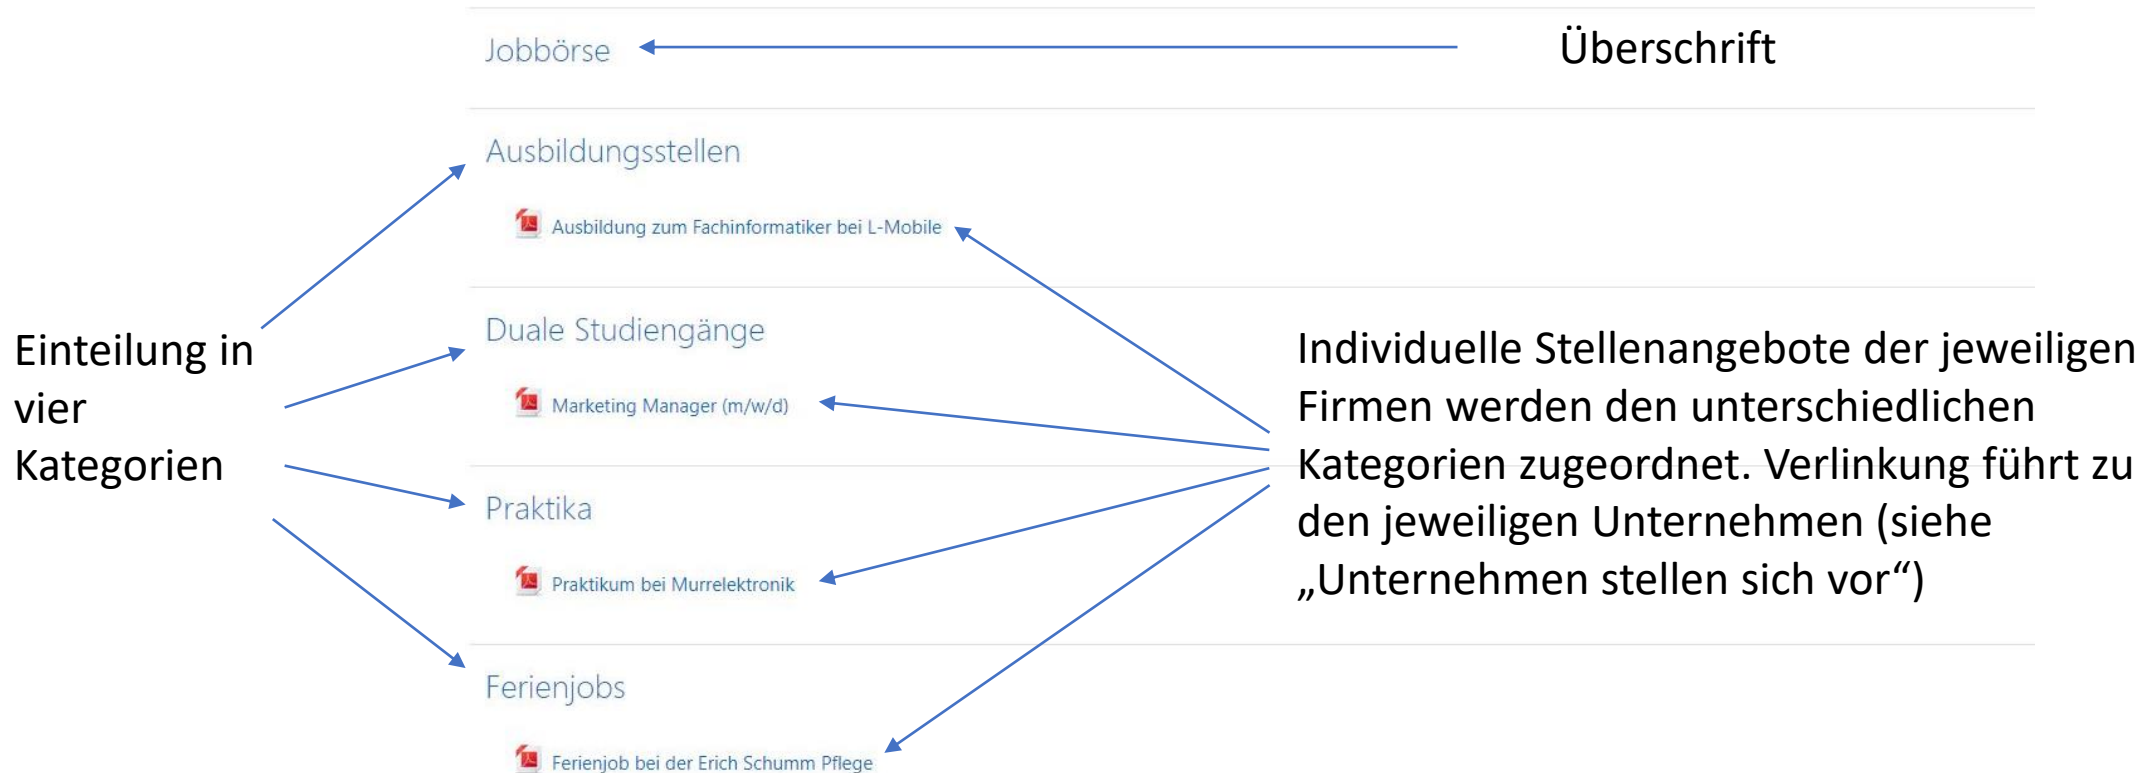 Jobbörse
Überschrift
Ausbildungsstellen
Ausbildung zum Fachinformatiker bei L-Mobile
Einteilung in
vier
Kategorien
Duale Studiengänge
Marketing Manager (m/w/d)
Individuelle Stellenangebote der jeweiligen
Firmen werden den unterschiedlichen
Kategorien zugeordnet. Verlinkung führt zu
den jeweiligen Unternehmen (siehe
„Unternehmen stellen sich vor“)
Praktika
Praktikum bei Murrelektronik
Ferienjobs
Ferienjob bei der Erich Schumm Pflege